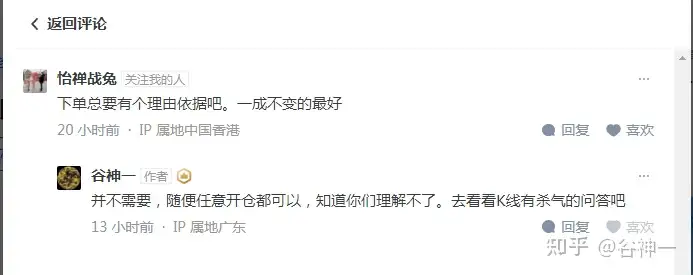 返回评论
怡禅战兔 关注我的人
下单总要有个理由依据吧。一成不变的最好
20 小时前 · IP 属地中国香港
回复 喜欢
谷神一 作者
并不需要，随便任意开仓都可以，知道你们理解不了。去看看K线有杀气的问答吧
13 小时前 · IP 属地广东
回复 喜欢
知乎 @谷神一